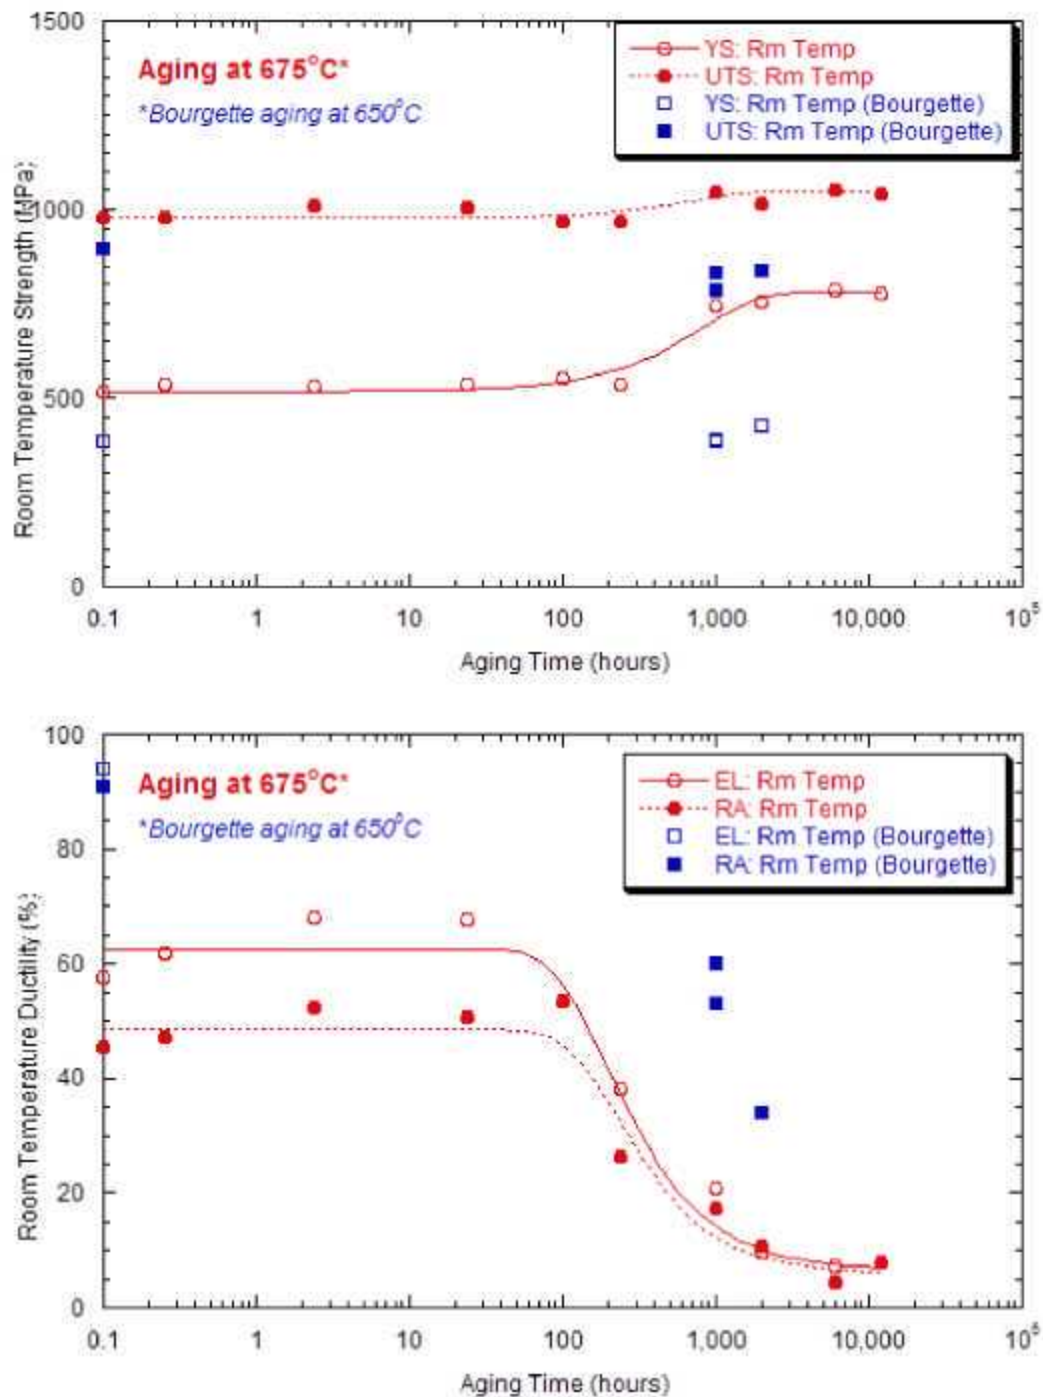 1500
1000
500
0
Room Temperature Strength (MPa)
Aging at 675°C*
*Bourgette aging at 650⁰C
YS: Rm Temp
UTS: Rm Temp
YS: Rm Temp (Bourgette)
UTS: Rm Temp (Bourgette)
0.1 1 10 100 1,000 10,000 10⁵
Aging Time (hours)
100
80
60
40
20
0
Room Temperature Ductility (%)
Aging at 675°C*
*Bourgette aging at 650⁰C
EL: Rm Temp
RA: Rm Temp
EL: Rm Temp (Bourgette)
RA: Rm Temp (Bourgette)
0.1 1 10 100 1,000 10,000 10⁵
Aging Time (hours)